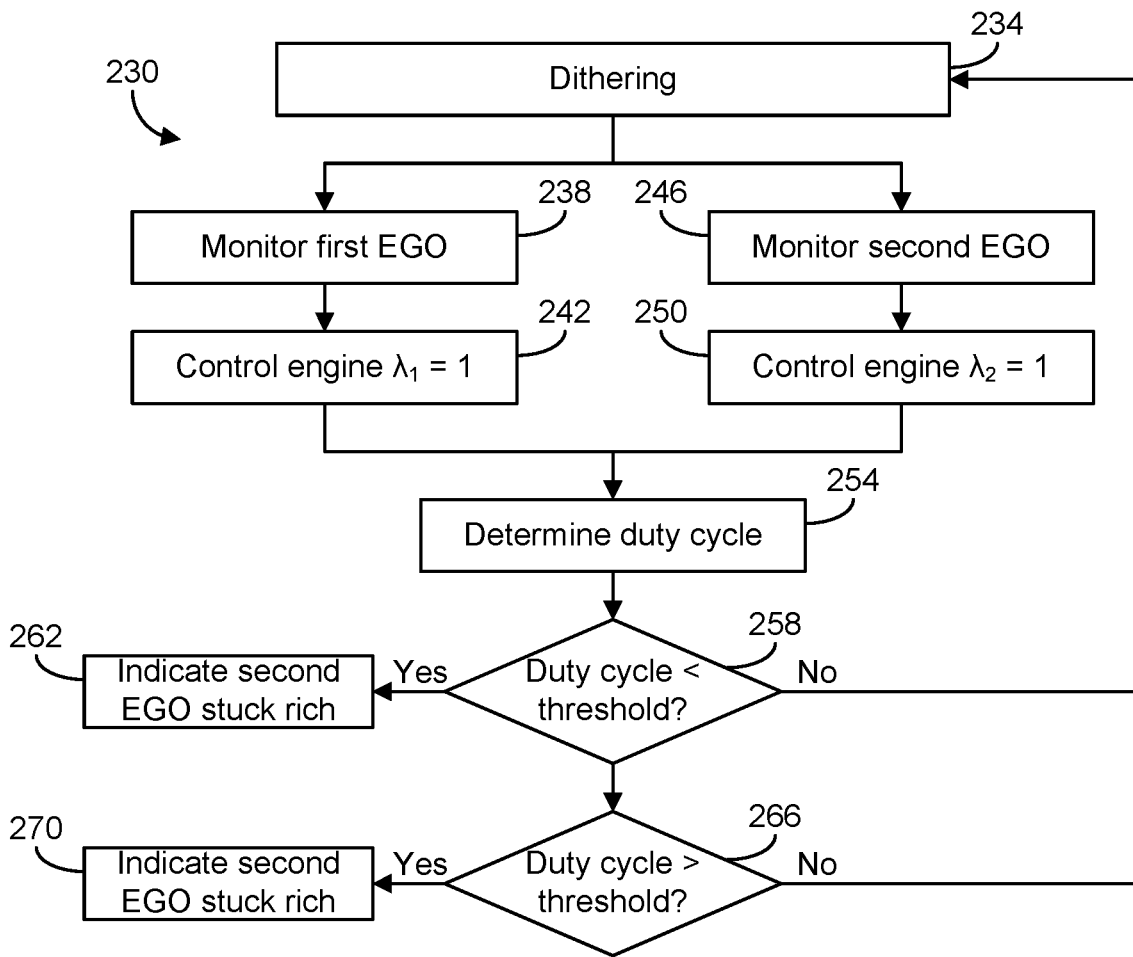 234
230
Dithering
238
246
Monitor first EGO
Monitor second EGO
242
250
Control engine λ₁ = 1
Control engine λ₂ = 1
254
Determine duty cycle
262
258
Indicate second
EGO stuck rich
Yes
Duty cycle <
threshold?
No
270
266
Indicate second
EGO stuck rich
Yes
Duty cycle >
threshold?
No